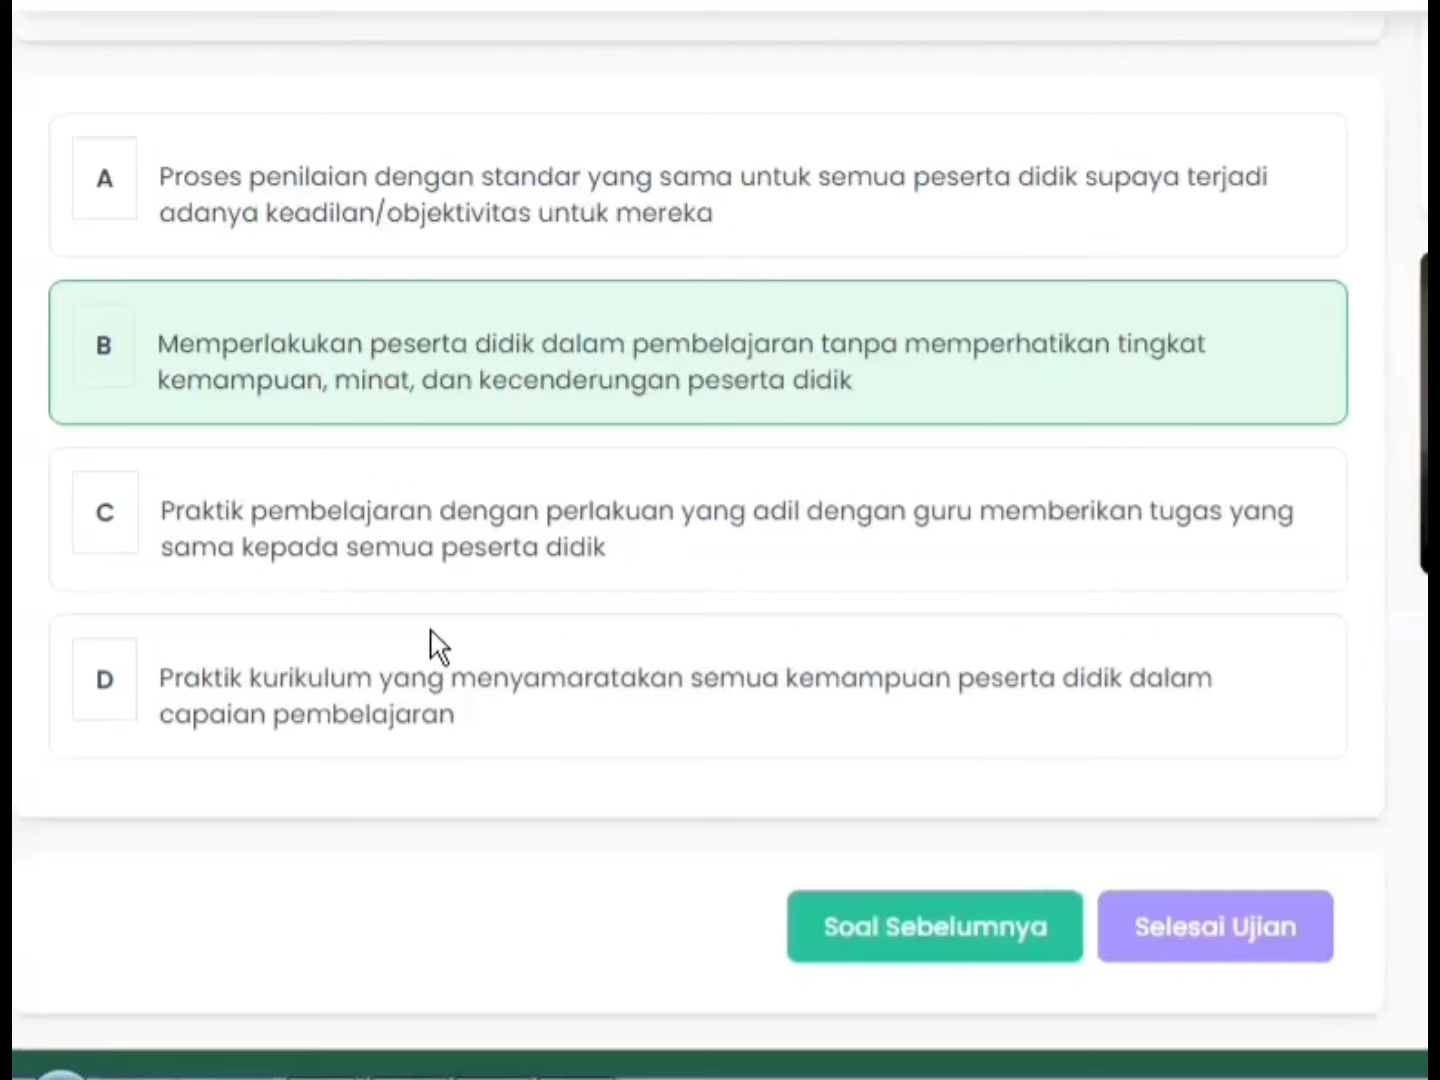 A
Proses penilaian dengan standar yang sama untuk semua peserta didik supaya terjadi
adanya keadilan/objektivitas untuk mereka
B
Memperlakukan peserta didik dalam pembelajaran tanpa memperhatikan tingkat
kemampuan, minat, dan kecenderungan peserta didik
C
Praktik pembelajaran dengan perlakuan yang adil dengan guru memberikan tugas yang
sama kepada semua peserta didik
D
Praktik kurikulum yang menyamaratakan semua kemampuan peserta didik dalam
capaian pembelajaran
Soal Sebelumnya
Selesai Ujian